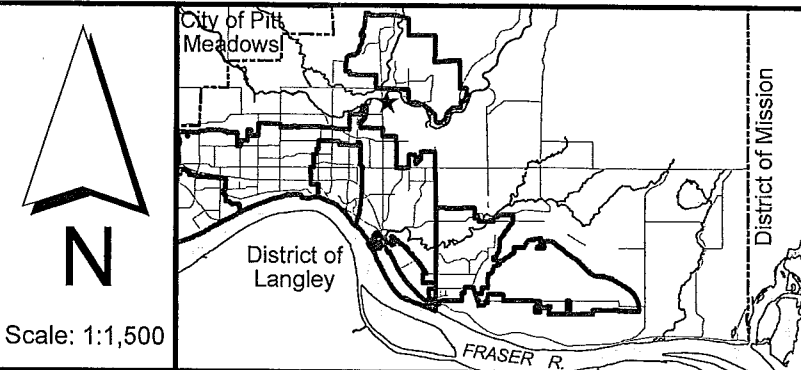 City of Pitt
Meadows
District of Mission
District of
Langley
N
Scale: 1:1,500
FRASER R.